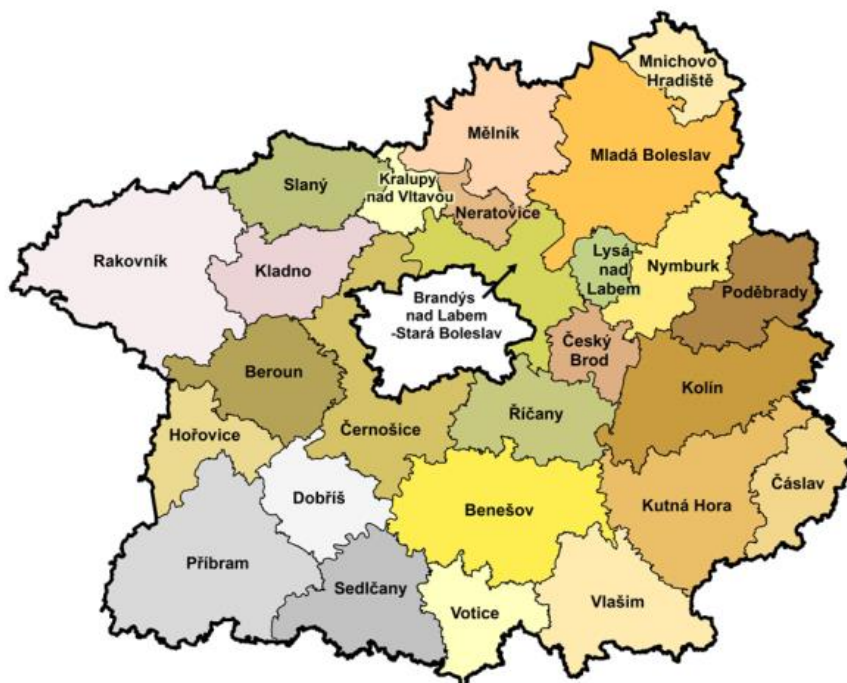 Mnichovo
Hradiště
Mělník
Mladá Boleslav
Slaný
Kralupy
nad Vltavou
Neratovice
Rakovník
Kladno
Lysá
nad
Labem
Nymburk
Poděbrady
Brandýs
nad Labem
-Stará Boleslav
Český
Brod
Beroun
Kolín
Hořovice
Černošice
Říčany
Dobříš
Benešov
Kutná Hora
Čáslav
Příbram
Sedlčany
Votice
Vlašim